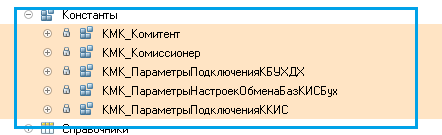 Константы
КМК_Комитент
КМК_Комиссионер
КМК_ПараметрыПодключенияКБУХДХ
КМК_ПараметрыНастроекОбменаБазКИСБух
КМК_ПараметрыПодключенияККИС
Справочники